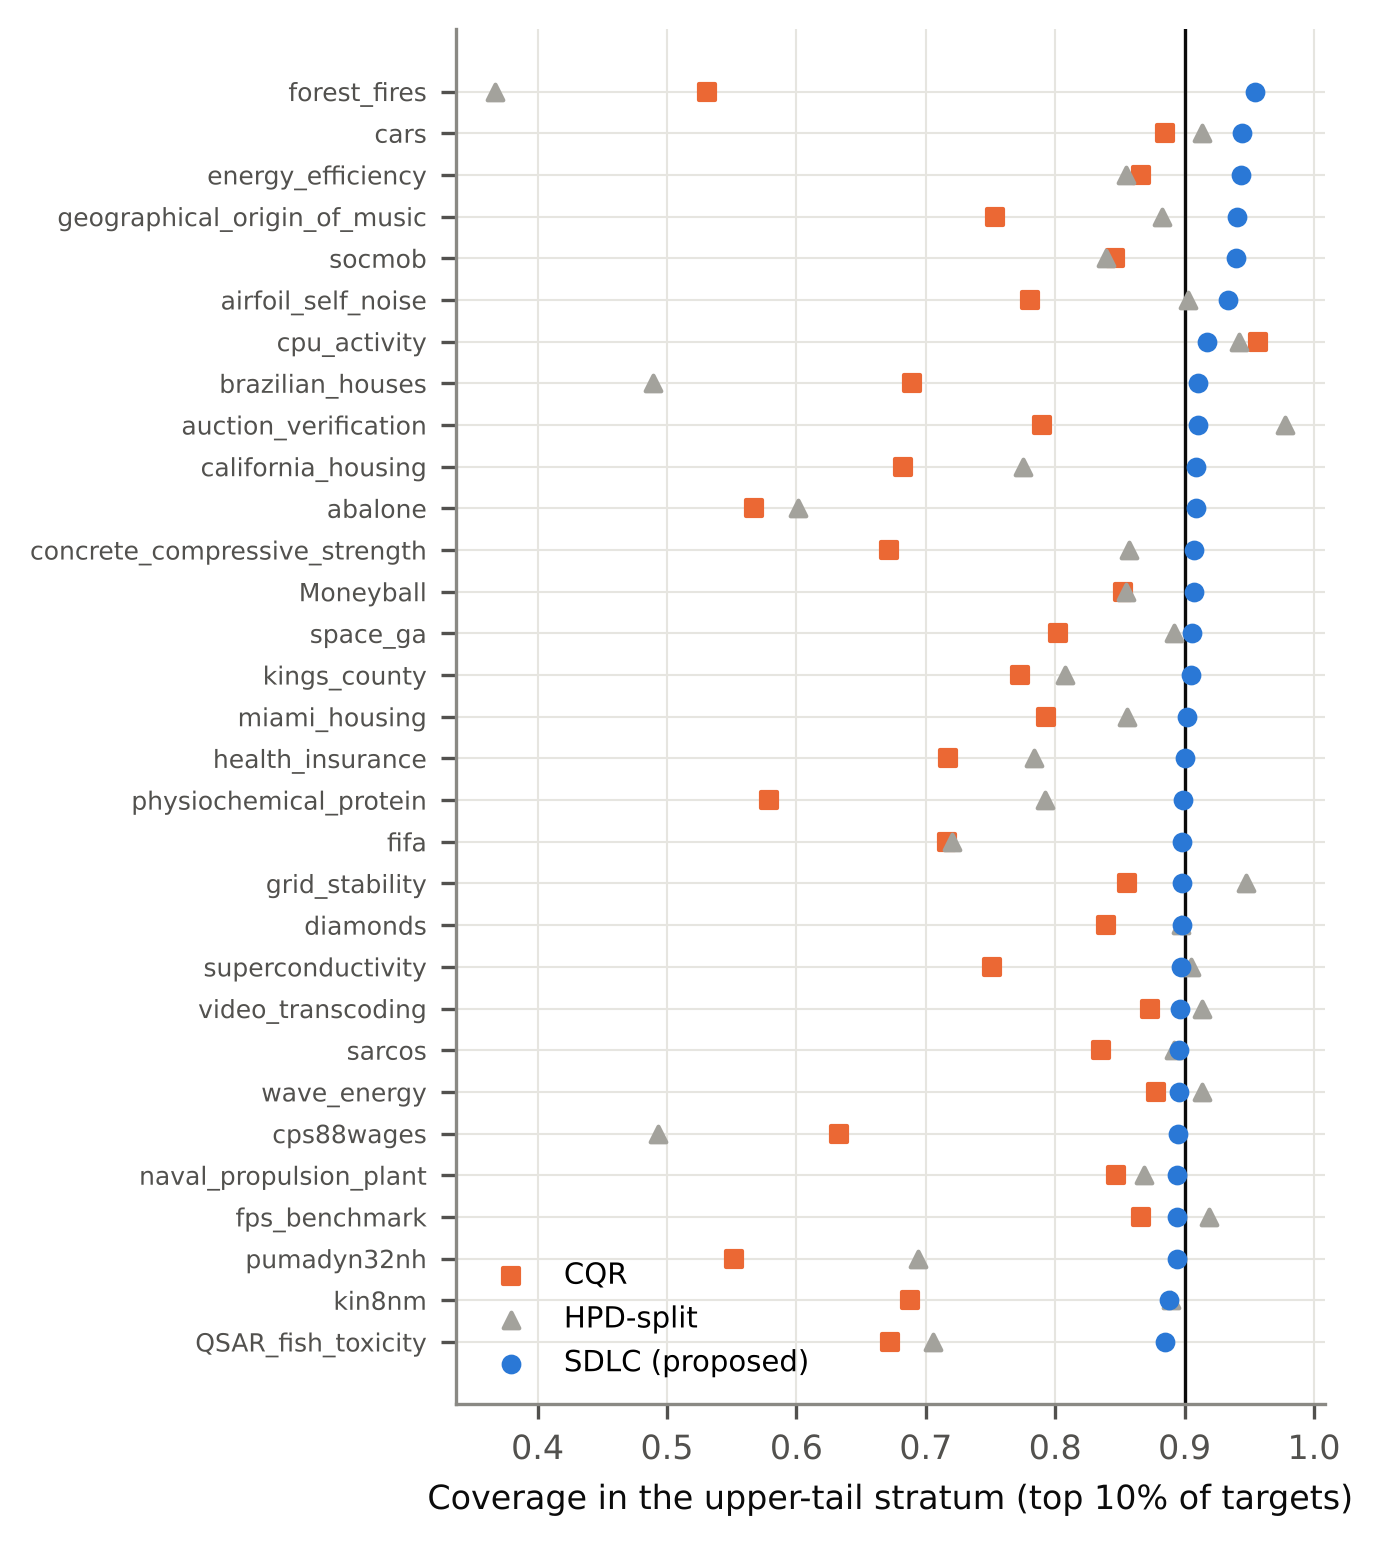 forest_fires
cars
energy_efficiency
geographical_origin_of_music
socmob
airfoil_self_noise
cpu_activity
brazilian_houses
auction_verification
california_housing
abalone
concrete_compressive_strength
Moneyball
space_ga
kings_county
miami_housing
health_insurance
physiochemical_protein
fifa
grid_stability
diamonds
superconductivity
video_transcoding
sarcos
wave_energy
cps88wages
naval_propulsion_plant
fps_benchmark
pumadyn32nh
kin8nm
QSAR_fish_toxicity
CQR
HPD-split
SDLC (proposed)
0.4 0.5 0.6 0.7 0.8 0.9 1.0
Coverage in the upper-tail stratum (top 10% of targets)